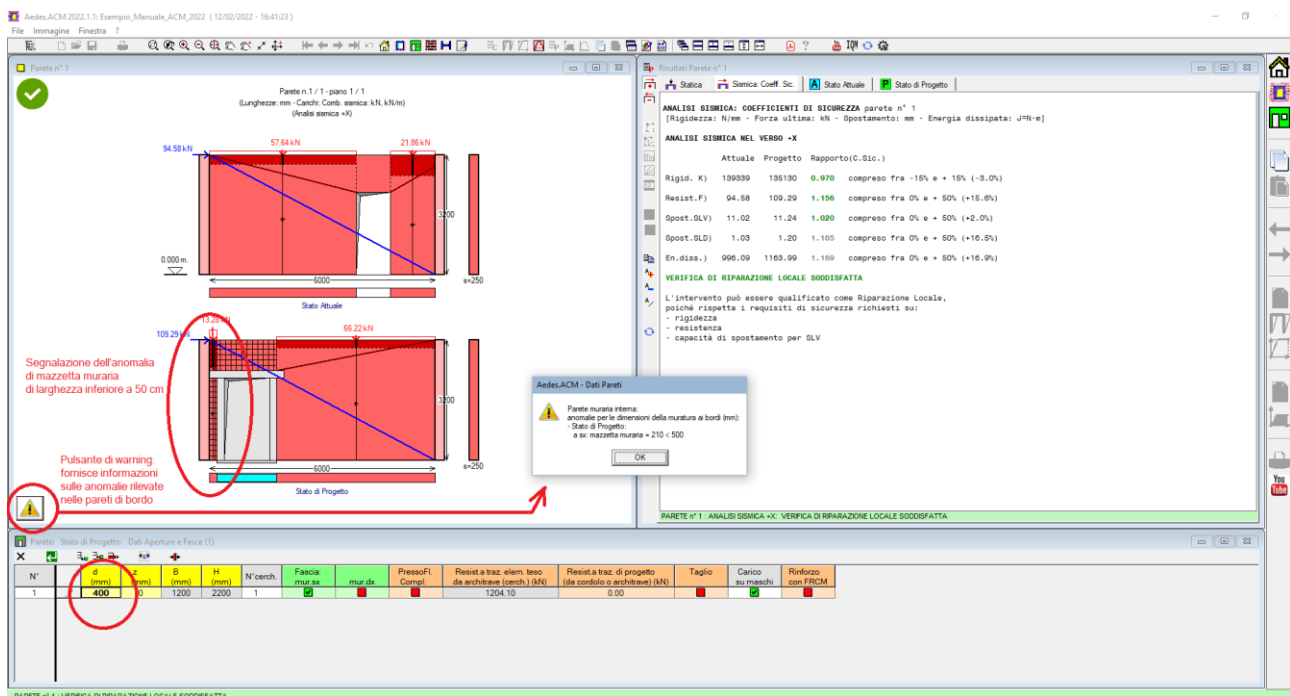 Aedes.ACM 2022,1.1: Esempio_Manuale_ACM_2022 ( 12/02/2022 - 16:41:23 )
File Immagine Finestra ?
Parete n° 1
Parete n.1 / 1 - piano 1 / 1
(Lunghezze: mm - Carichi: Comb. sismica: kN, kN/m)
(Analisi sismica +X)
57.64 kN
21.86 kN
94.58 kN
3200
0.000 m.
6000
s=250
Stato Attuale
13.28 kN
66.22 kN
109.29 kN
Segnalazione dell'anomalia
di mazzetta muraria
di larghezza inferiore a 50 cm
3200
Pulsante di warning:
fornisce informazioni
sulle anomalie rilevate
nelle pareti di bordo
6000
s=250
Stato di Progetto
Risultati Parete n° 1
Statica Sismica: Coeff. Sic. A Stato Attuale P Stato di Progetto
ANALISI SISMICA: COEFFICIENTI DI SICUREZZA parete n° 1
[Rigidezza: N/mm - Forza ultima: kN - Spostamento: mm - Energia dissipata: J=N-m]
ANALISI SISMICA NEL VERSO +X
Attuale Progetto Rapporto(C.Sic.)
Rigid. K) 139339 135130 0.970 compreso fra -15% e + 15% (-3.0%)
Resist.F) 94.58 109.29 1.156 compreso fra 0% e + 50% (+15.6%)
Spost.SLV) 11.02 11.24 1.020 compreso fra 0% e + 50% (+2.0%)
Spost.SLD) 1.03 1.20 1.165 compreso fra 0% e + 50% (+16.5%)
En.diss.) 996.09 1163.99 1.169 compreso fra 0% e + 50% (+16.9%)
VERIFICA DI RIPARAZIONE LOCALE SODDISFATTA
L'intervento può essere qualificato come Riparazione Locale,
poiché rispetta i requisiti di sicurezza richiesti su:
- rigidezza
- resistenza
- capacità di spostamento per SLV
Aedes.ACM - Dati Pareti
Parete muraria interna:
anomalie per le dimensioni della muratura ai bordi (mm):
- Stato di Progetto:
a sx: mazzetta muraria = 210 < 500
OK
PARETE n° 1 : ANALISI SISMICA +X: VERIFICA DI RIPARAZIONE LOCALE SODDISFATTA
You
Tube
Parete: Stato di Progetto: Dati Aperture e Fasce (1)
N° d (mm) z (mm) B (mm) H (mm) N°cerch. Fascia: mur.sx mur.dx PressoFl. Compl. Resist.a traz. elem. teso da architrave (cerch.) (kN) Resist.a traz. di progetto (da cordolo o architrave) (kN) Taglio Carico su maschi Rinforzo con FRCM
1 400 0 1200 2200 1 1204.10 0.00
PARETE n° 1 : VERIFICA DI RIPARAZIONE LOCALE SODDISFATTA